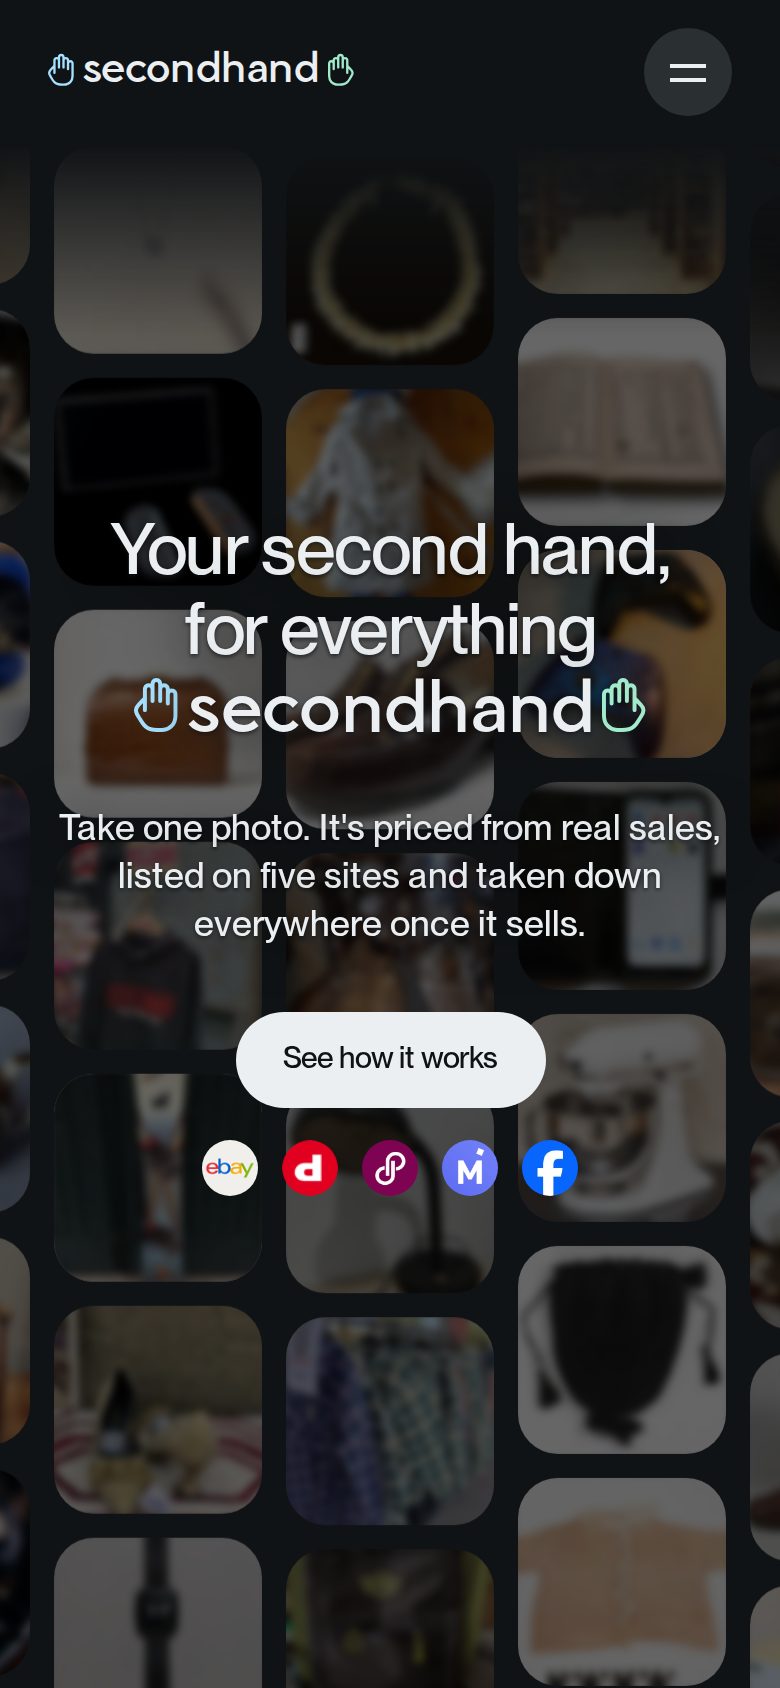 secondhand
Your second hand,
for everything
secondhand
Take one photo. It's priced from real sales,
listed on five sites and taken down
everywhere once it sells.
See how it works
ebay
d
M
f